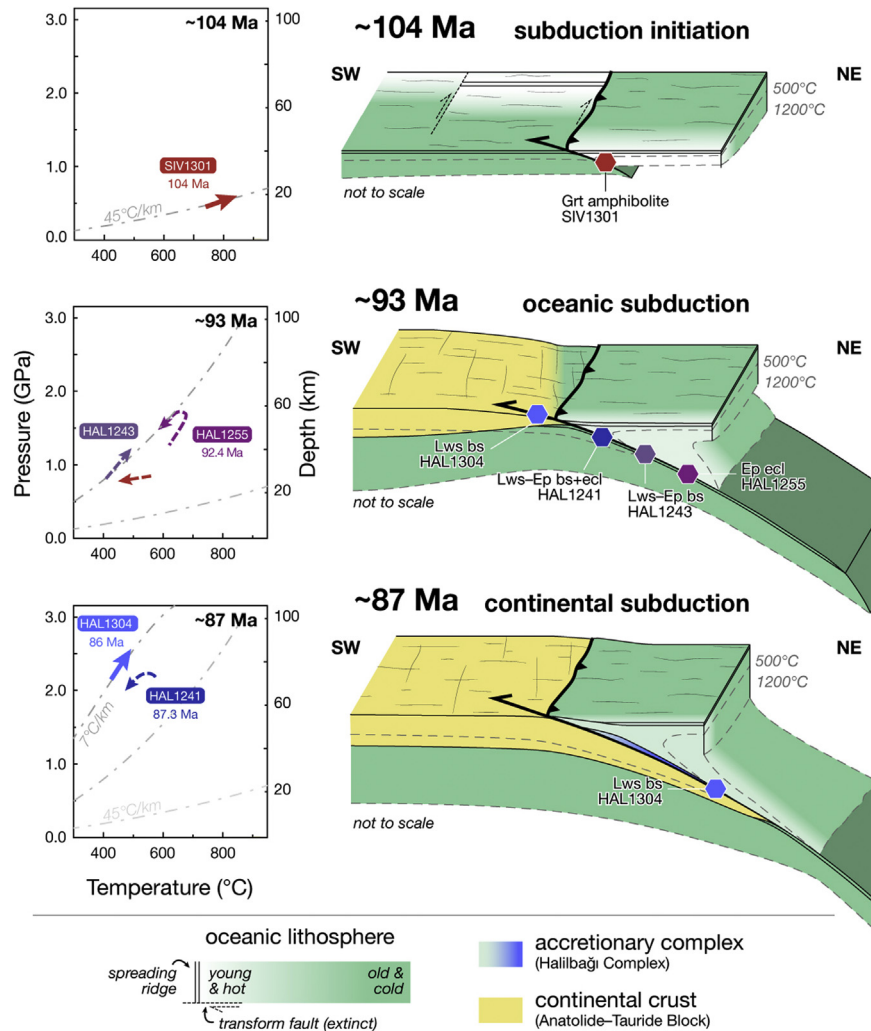 ~104 Ma
3.0
2.0
1.0
0.0
100
80
60
40
20
SIV1301
104 Ma
45°C/km
400
600
800
~104 Ma subduction initiation
SW
NE
500°C
1200°C
not to scale
Grt amphibolite
SIV1301
~93 Ma
3.0
2.0
1.0
0.0
100
80
60
40
20
HAL1243
HAL1255
92.4 Ma
400
600
800
Pressure (GPa)
Depth (km)
~93 Ma oceanic subduction
SW
NE
500°C
1200°C
Lws bs
HAL1304
Lws–Ep bs+ecl
HAL1241
Lws–Ep bs
HAL1243
Ep ecl
HAL1255
not to scale
~87 Ma
3.0
2.0
1.0
0.0
100
80
60
40
20
HAL1304
86 Ma
HAL1241
87.3 Ma
7°C/km
45°C/km
400
600
800
Temperature (°C)
~87 Ma continental subduction
SW
NE
500°C
1200°C
Lws bs
HAL1304
not to scale
oceanic lithosphere
spreading
ridge
young
& hot
old &
cold
transform fault (extinct)
accretionary complex
(Halilbağı Complex)
continental crust
(Anatolide–Tauride Block)